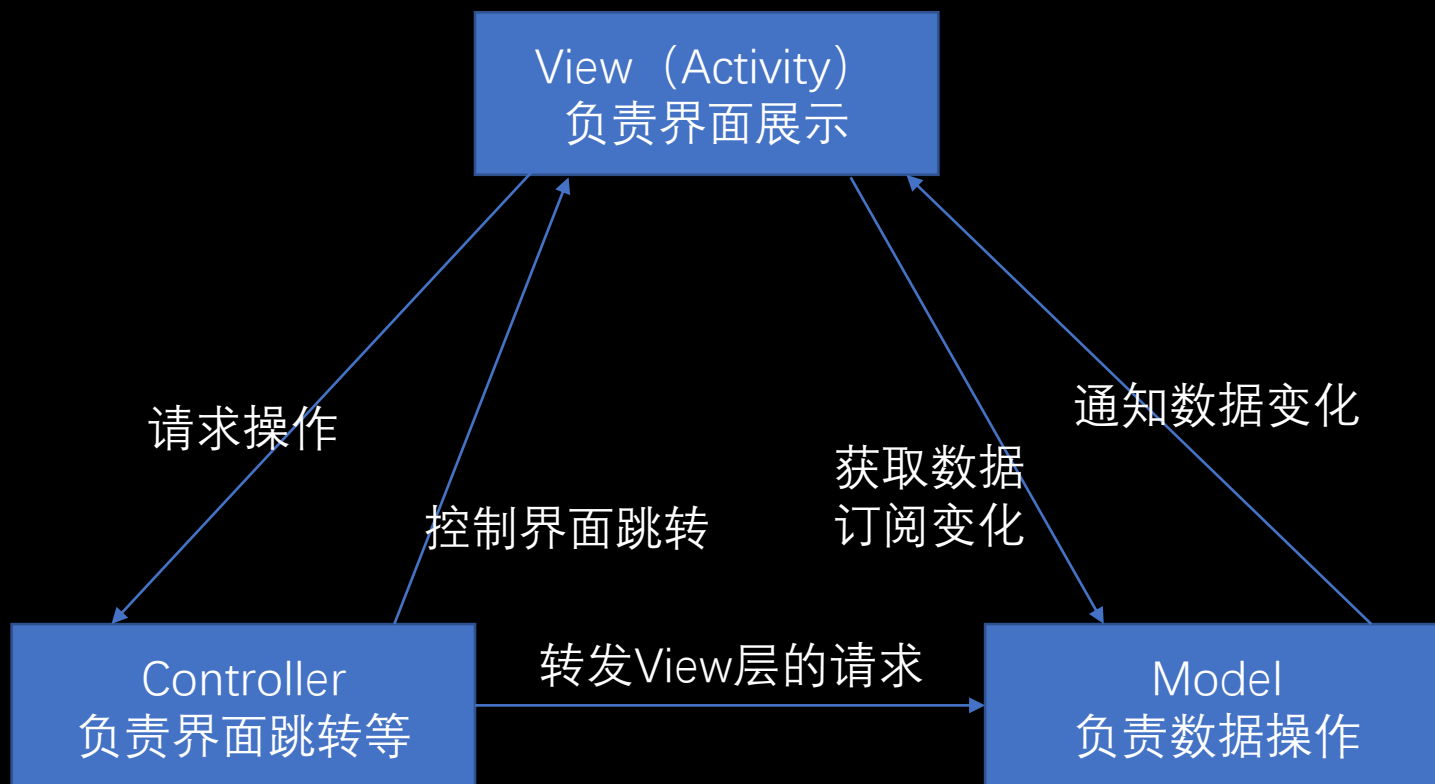 View（Activity）
负责界面展示
请求操作
控制界面跳转
获取数据
订阅变化
通知数据变化
Controller
负责界面跳转等
转发View层的请求
Model
负责数据操作